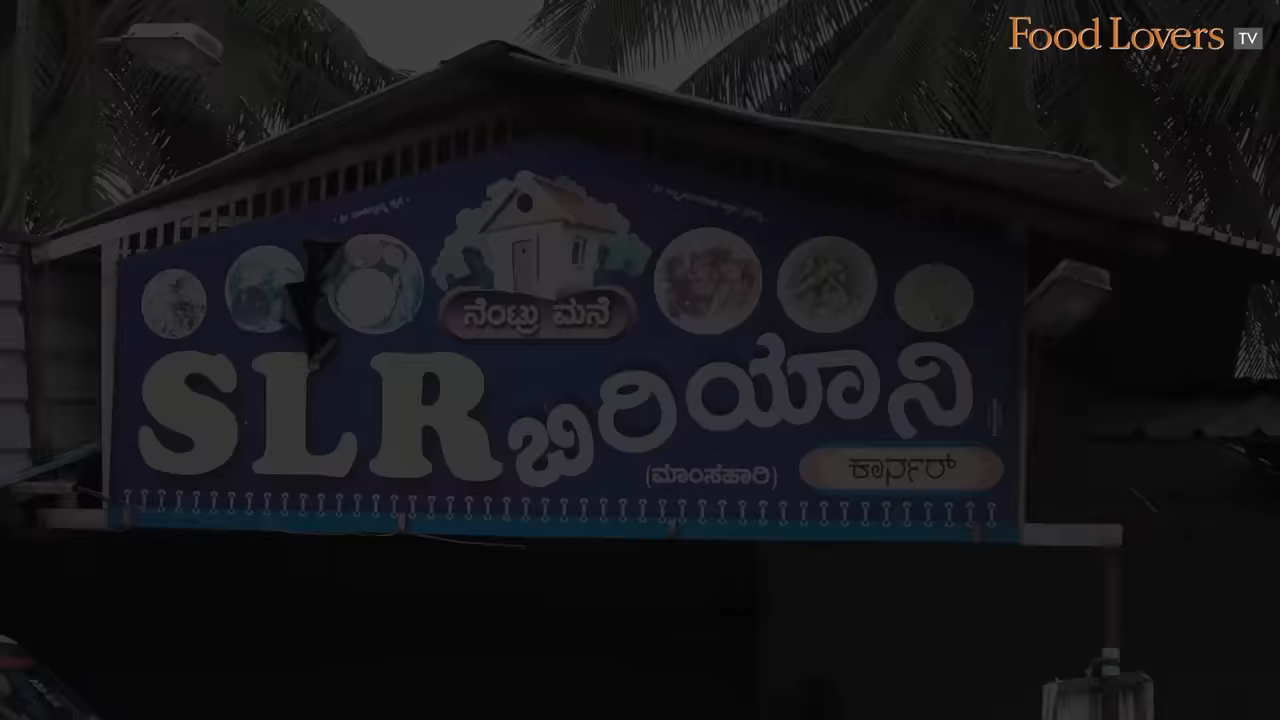 Food Lovers TV
ನೆಂಟ್ರು ಮನೆ
SLR ಬಿರಿಯಾನಿ
(ಮಾಂಸಹಾರಿ)
ಕಾರ್ನರ್